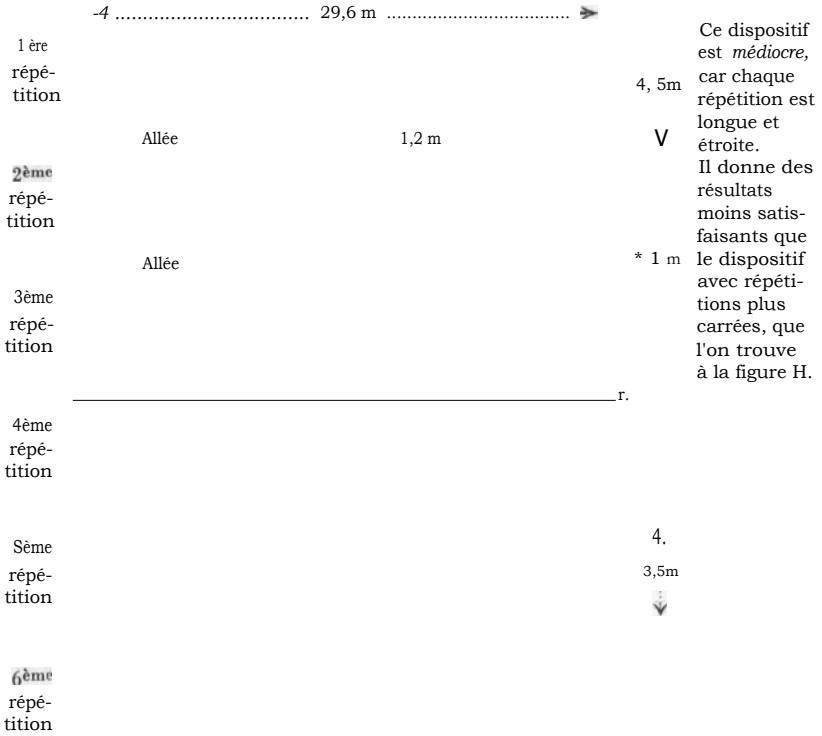 -4 ................................. 29,6 m .................................... 
1 ère
répé-
tition
4, 5m
Allée 1,2 m V
2ème
répé-
tition
Allée * 1 m
3ème
répé-
tition
r.
4ème
répé-
tition
Sème
répé-
tition
4.
3,5m
6ème
répé-
tition
Ce dispositif
est médiocre,
car chaque
répétition est
longue et
étroite.
Il donne des
résultats
moins satis-
faisants que
le dispositif
avec répéti-
tions plus
carrées, que
l'on trouve
à la figure H.